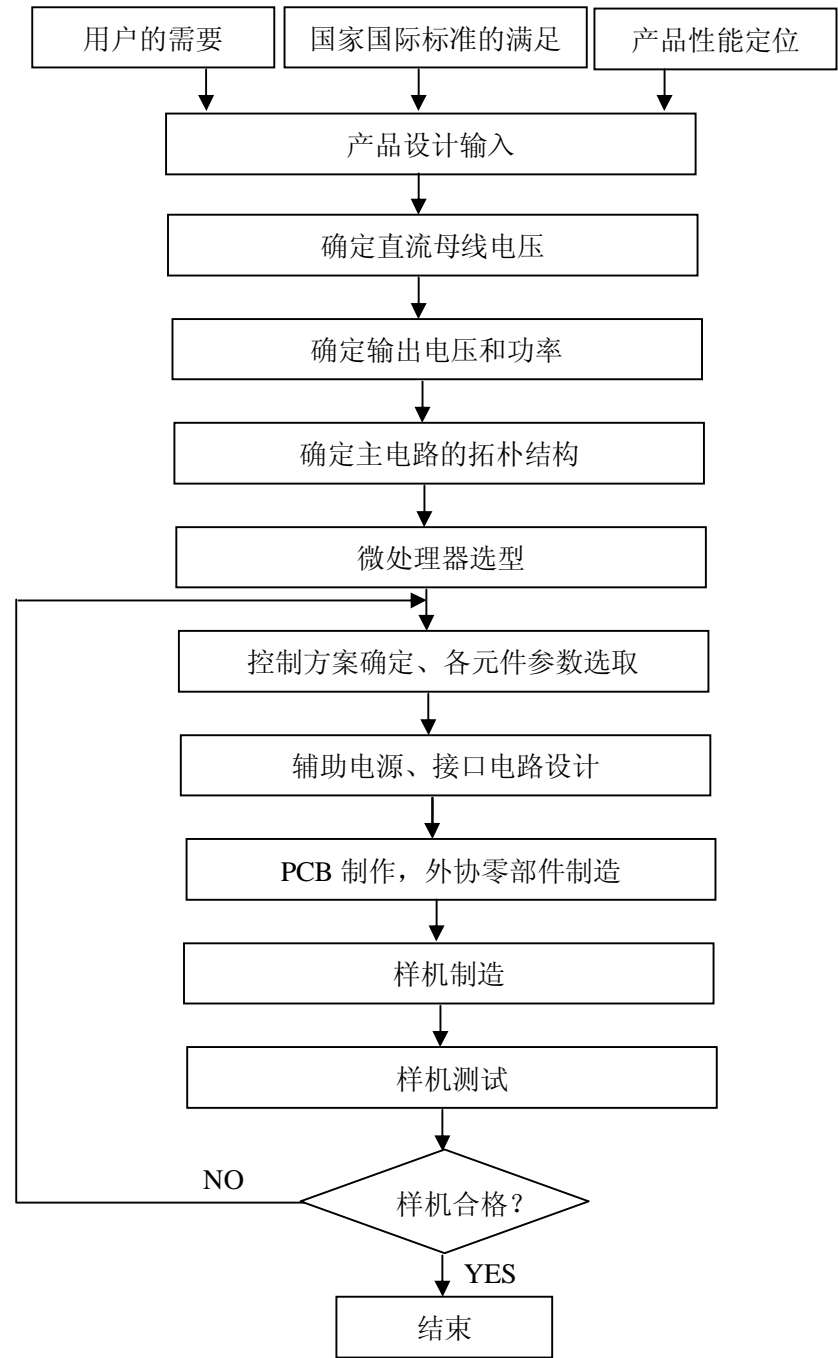 用户的需要
国家国际标准的满足
产品性能定位
产品设计输入
确定直流母线电压
确定输出电压和功率
确定主电路的拓朴结构
微处理器选型
控制方案确定、各元件参数选取
辅助电源、接口电路设计
PCB 制作，外协零部件制造
样机制造
样机测试
NO
样机合格？
YES
结束